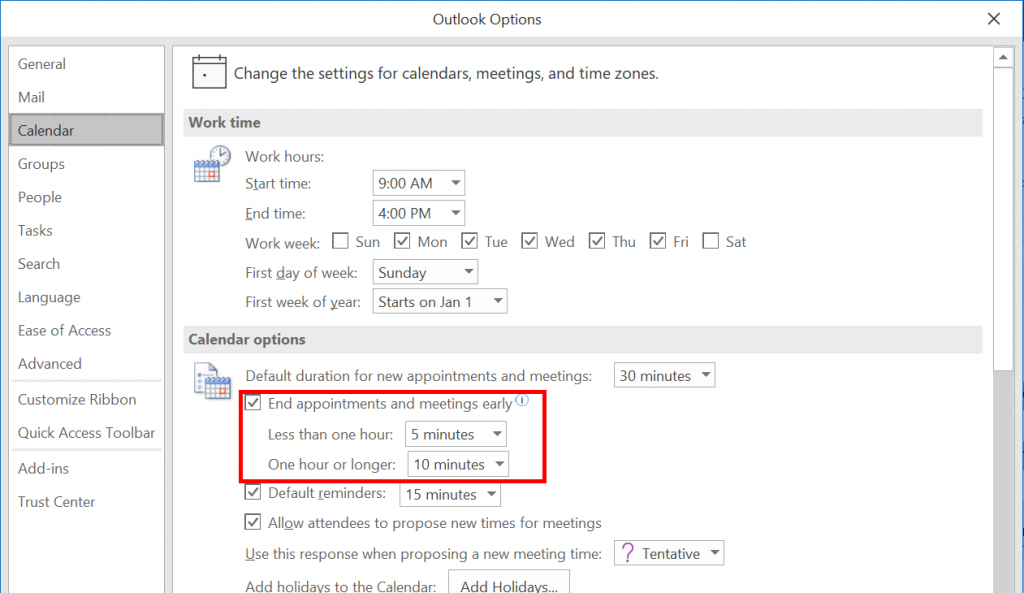 Outlook Options
General
Mail
Calendar
Groups
People
Tasks
Search
Language
Ease of Access
Advanced
Customize Ribbon
Quick Access Toolbar
Add-ins
Trust Center
Change the settings for calendars, meetings, and time zones.
Work time
Work hours:
Start time: 9:00 AM
End time: 4:00 PM
Work week: Sun Mon Tue Wed Thu Fri Sat
First day of week: Sunday
First week of year: Starts on Jan 1
Calendar options
Default duration for new appointments and meetings: 30 minutes
End appointments and meetings early
Less than one hour: 5 minutes
One hour or longer: 10 minutes
Default reminders: 15 minutes
Allow attendees to propose new times for meetings
Use this response when proposing a new meeting time: ? Tentative
Add holidays to the Calendar: Add Holidays...